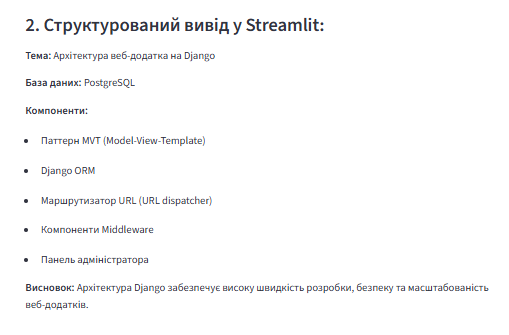 2. Структурований вивід у Streamlit:
Тема: Архітектура веб-додатка на Django
База даних: PostgreSQL
Компоненти:
• Паттерн MVT (Model-View-Template)
• Django ORM
• Маршрутизатор URL (URL dispatcher)
• Компоненти Middleware
• Панель адміністратора
Висновок: Архітектура Django забезпечує високу швидкість розробки, безпеку та масштабованість
веб-додатків.